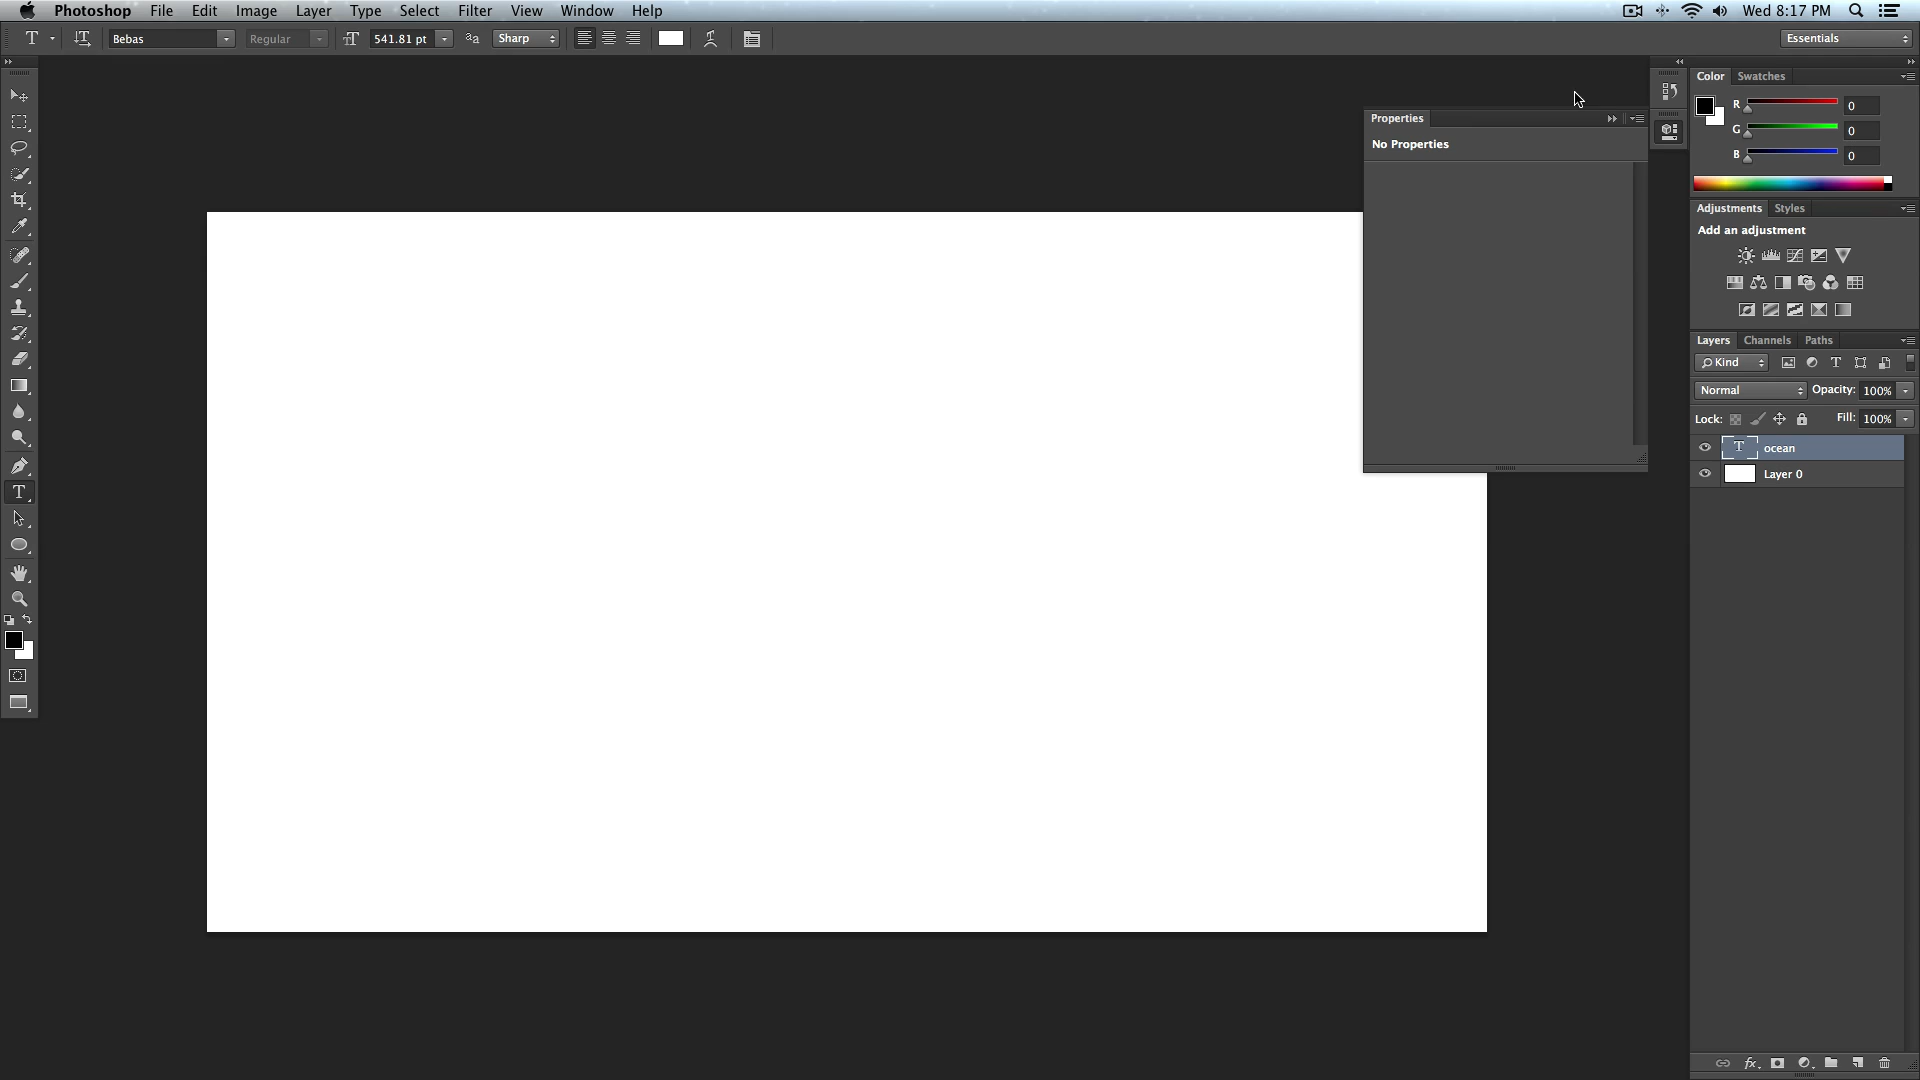 Photoshop File Edit Image Layer Type Select Filter View Window Help Wed 8:17 PM
T Bebas Regular 541.81 pt Sharp Essentials
Color Swatches
R 0
G 0
B 0
Properties
No Properties
Adjustments Styles
Add an adjustment
Layers Channels Paths
Kind
Normal Opacity: 100%
Lock: Fill: 100%
T ocean
Layer 0
fx